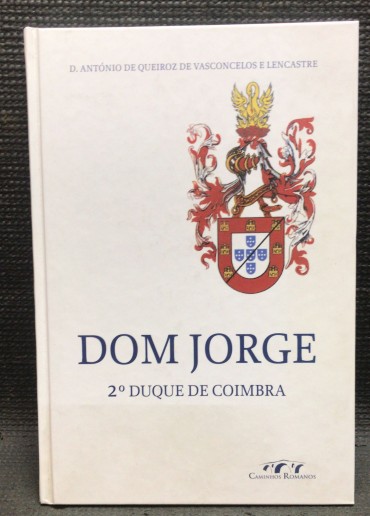 D. ANTÓNIO DE QUEIROZ DE VASCONCELOS E LENCASTRE
DOM JORGE
2º DUQUE DE COIMBRA
CAMINHOS ROMANOS